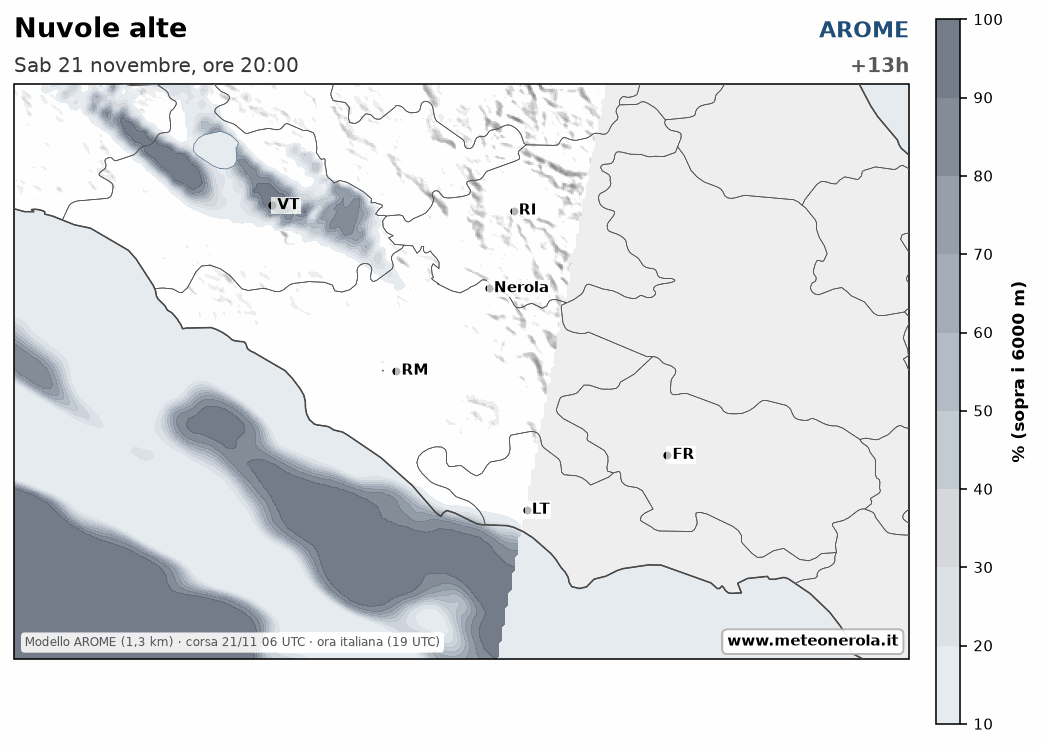 Nuvole alte
AROME
Sab 21 novembre, ore 20:00
+13h
100
90
80
70
60
50
40
30
20
10
% (sopra i 6000 m)
VT
RI
Nerola
RM
FR
LT
Modello AROME (1,3 km) · corsa 21/11 06 UTC · ora italiana (19 UTC)
www.meteonerola.it